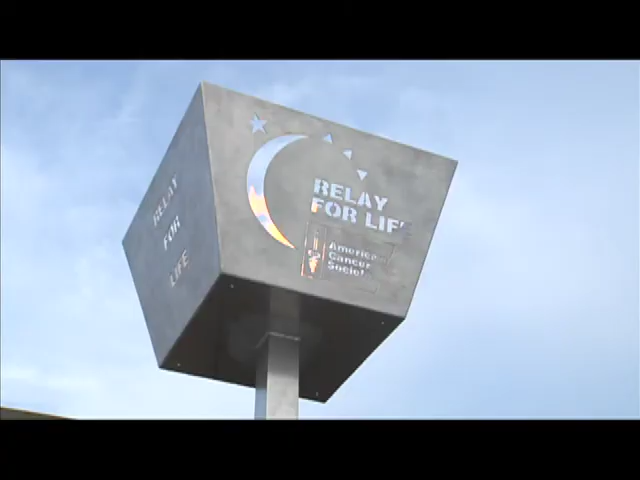 RELAY
FOR
LIFE
RELAY
FOR LIFE
American
Cancer
Society